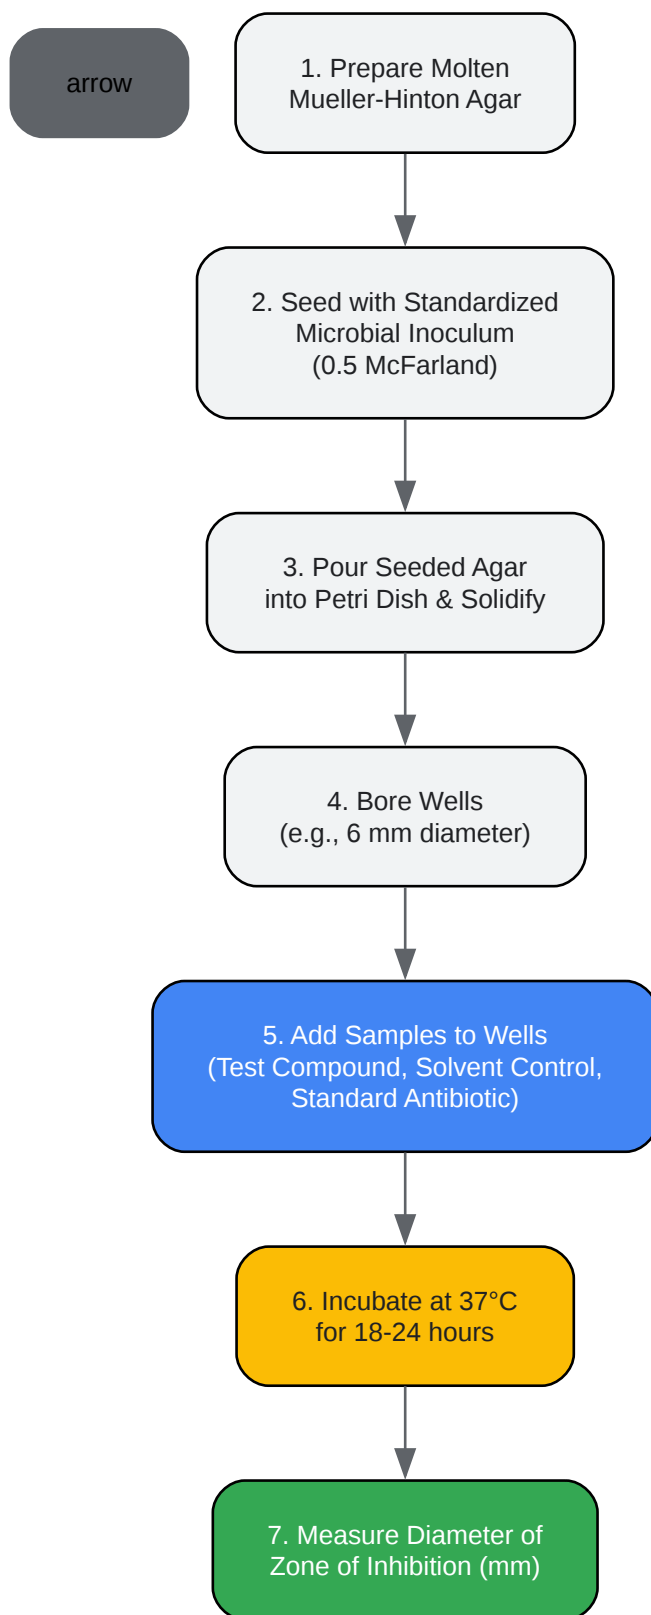 arrow
1. Prepare Molten
Mueller-Hinton Agar
2. Seed with Standardized
Microbial Inoculum
(0.5 McFarland)
3. Pour Seeded Agar
into Petri Dish & Solidify
4. Bore Wells
(e.g., 6 mm diameter)
5. Add Samples to Wells
(Test Compound, Solvent Control,
Standard Antibiotic)
6. Incubate at 37°C
for 18-24 hours
7. Measure Diameter of
Zone of Inhibition (mm)